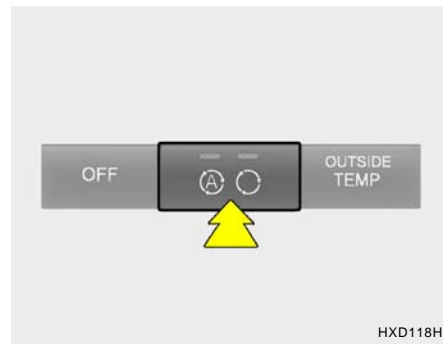 OFF
A
OUTSIDE
TEMP
HXD118H